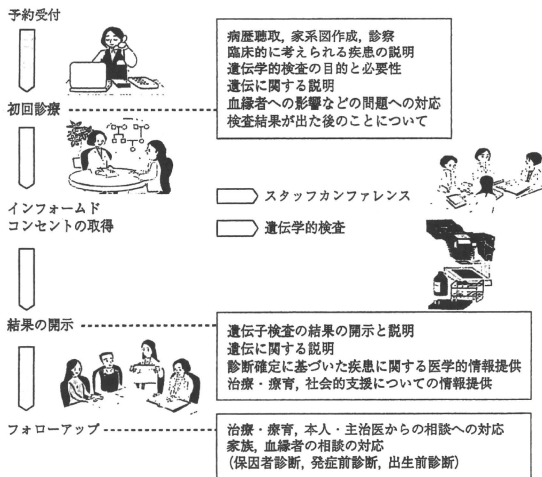 予約受付
病歴聴取, 家系図作成, 診察
臨床的に考えられる疾患の説明
遺伝学的検査の目的と必要性
遺伝に関する説明
血縁者への影響などの問題への対応
検査結果が出た後のことについて
初回診療
インフォームド
コンセントの取得
スタッフカンファレンス
遺伝学的検査
結果の開示
遺伝子検査の結果の開示と説明
遺伝に関する説明
診断確定に基づいた疾患に関する医学的情報提供
治療・療育, 社会的支援についての情報提供
フォローアップ
治療・療育, 本人・主治医からの相談への対応
家族, 血縁者の相談の対応
(保因者診断, 発症前診断, 出生前診断)